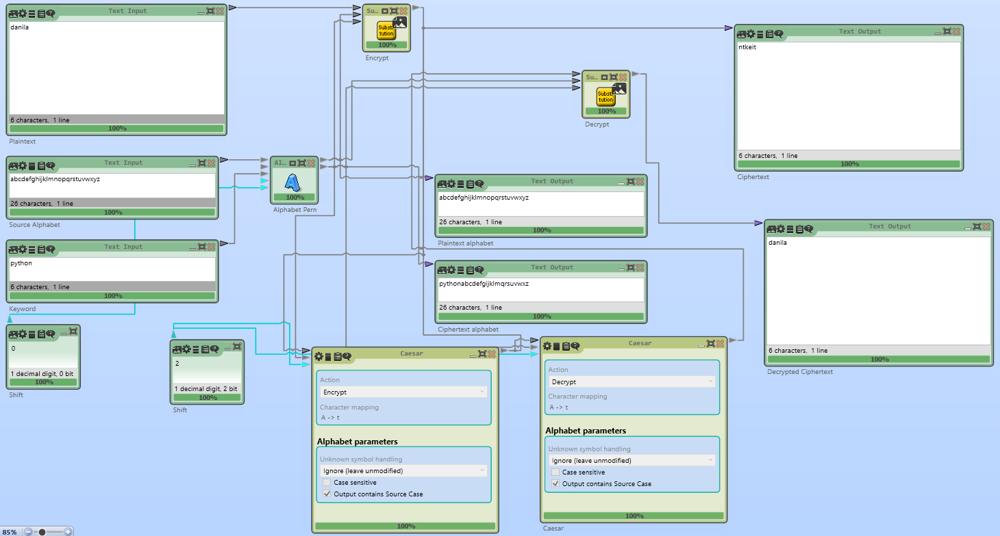 Text Input
danila
6 characters, 1 line
100%
Plaintext
Su...
Substi
tution
100%
Encrypt
Text Output
ntkeit
6 characters, 1 line
100%
Ciphertext
Su...
Substi
tution
100%
Decrypt
Text Input
abcdefghijklmnopqrstuvwxyz
26 characters, 1 line
100%
Source Alphabet
Al...
100%
Alphabet Perm
Text Output
abcdefghijklmnopqrstuvwxyz
26 characters, 1 line
100%
Plaintext alphabet
Text Output
danila
6 characters, 1 line
100%
Decrypted Ciphertext
Text Input
python
6 characters, 1 line
100%
Keyword
Text Output
pythonabcdefgijklmqrsuvwxz
26 characters, 1 line
100%
Ciphertext alphabet
0
1 decimal digit, 0 bit
100%
Shift
2
1 decimal digit, 2 bit
100%
Shift
Caesar
Action
Encrypt
Character mapping
A -> t
Alphabet parameters
Unknown symbol handling
Ignore (leave unmodified)
Case sensitive
Output contains Source Case
100%
Caesar
Action
Decrypt
Character mapping
A -> t
Alphabet parameters
Unknown symbol handling
Ignore (leave unmodified)
Case sensitive
Output contains Source Case
100%
Caesar
85%